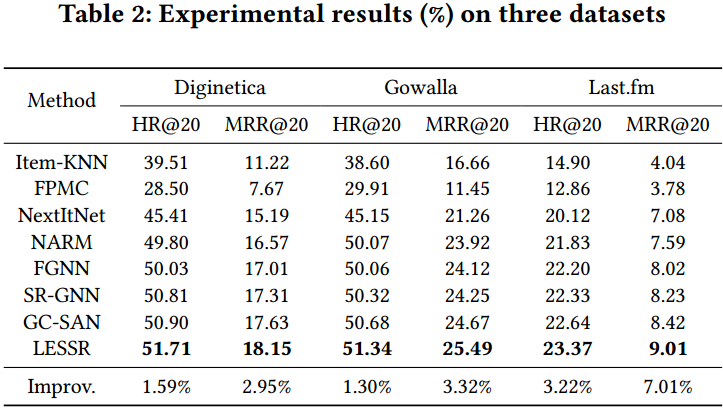 Table 2: Experimental results (%) on three datasets
Method Diginetica Gowalla Last.fm
HR@20 MRR@20 HR@20 MRR@20 HR@20 MRR@20
Item-KNN 39.51 11.22 38.60 16.66 14.90 4.04
FPMC 28.50 7.67 29.91 11.45 12.86 3.78
NextItNet 45.41 15.19 45.15 21.26 20.12 7.08
NARM 49.80 16.57 50.07 23.92 21.83 7.59
FGNN 50.03 17.01 50.06 24.12 22.20 8.02
SR-GNN 50.81 17.31 50.32 24.25 22.33 8.23
GC-SAN 50.90 17.63 50.68 24.67 22.64 8.42
LESSR 51.71 18.15 51.34 25.49 23.37 9.01
Improv. 1.59% 2.95% 1.30% 3.32% 3.22% 7.01%